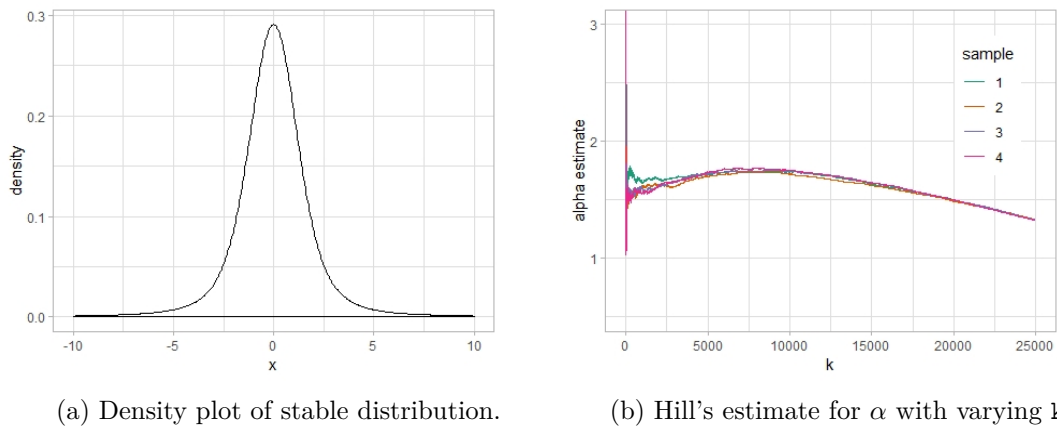 0.3
0.2
0.1
0.0
density
-10 -5 0 5 10
x
(a) Density plot of stable distribution.
3
2
1
alpha estimate
sample
1
2
3
4
0 5000 10000 15000 20000 25000
k
(b) Hill's estimate for α with varying